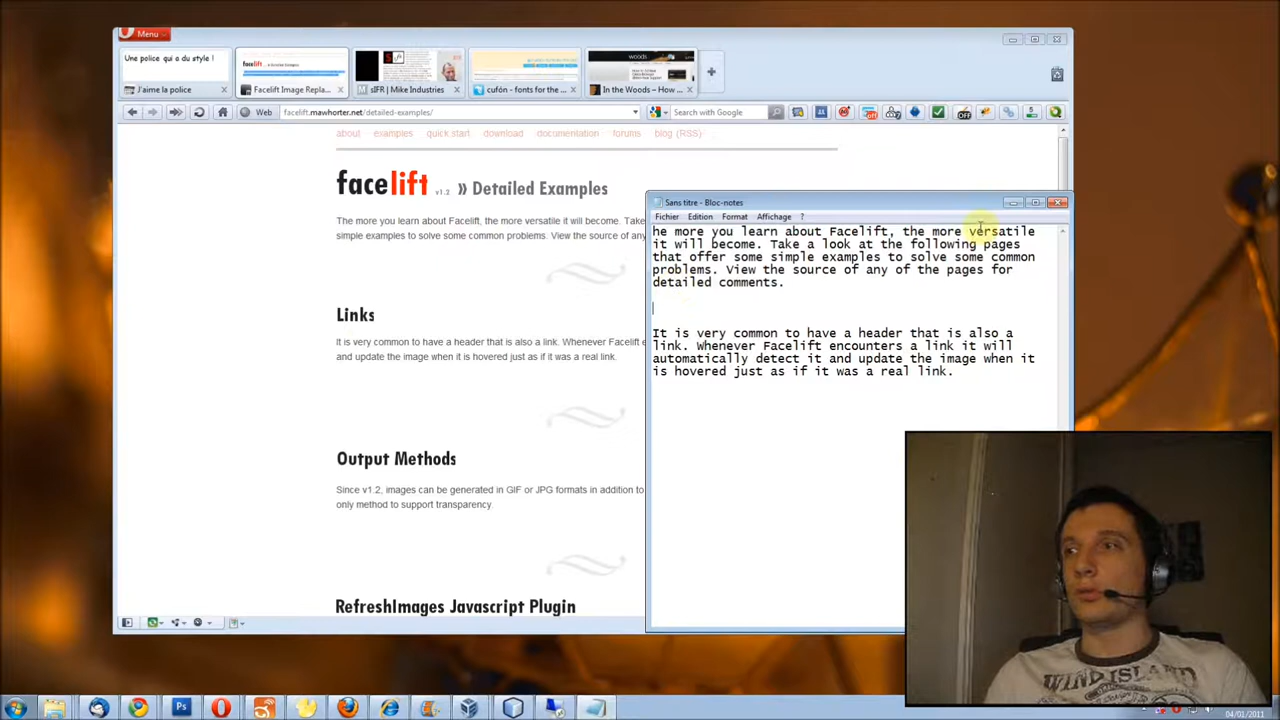 Menu
Une police qui a du style !
J'aime la police
facelift
Facelift Image Repla...
sIFR | Mike Industries
cufón - fonts for the...
woods
In the Woods – How ...
Web
facelift.mawhorter.net/detailed-examples/
Search with Google
about examples quick start download documentation forums blog (RSS)
facelift v1.2 » Detailed Examples
The more you learn about Facelift, the more versatile it will become. Take
simple examples to solve some common problems. View the source of any
Links
It is very common to have a header that is also a link. Whenever Facelift e
and update the image when it is hovered just as if it was a real link.
Output Methods
Since v1.2, images can be generated in GIF or JPG formats in addition to
only method to support transparency.
RefreshImages Javascript Plugin
Sans titre - Bloc-notes
Fichier Edition Format Affichage ?
he more you learn about Facelift, the more versatile
it will become. Take a look at the following pages
that offer some simple examples to solve some common
problems. View the source of any of the pages for
detailed comments.
It is very common to have a header that is also a
link. Whenever Facelift encounters a link it will
automatically detect it and update the image when it
is hovered just as if it was a real link.
WIND ISLAND
Ps
04/01/2011